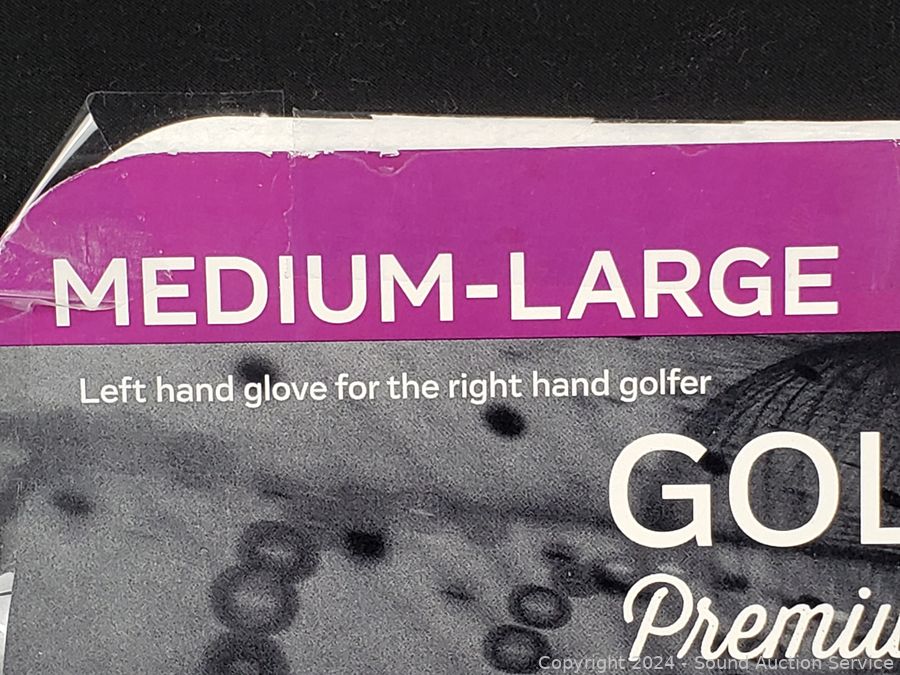 MEDIUM-LARGE
Left hand glove for the right hand golfer
GOL
Premiu
Copyright 2024 - Sound Auction Service